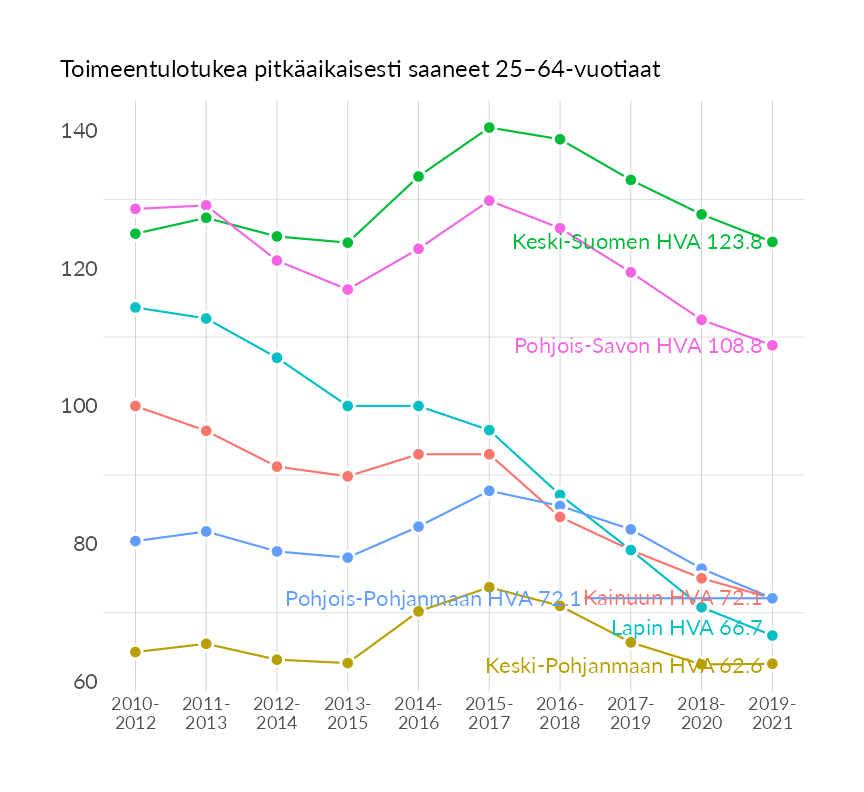 Toimeentulotukea pitkäaikaisesti saaneet 25–64-vuotiaat
140
Keski-Suomen HVA 123.8
120
Pohjois-Savon HVA 108.8
100
80
Pohjois-Pohjanmaan HVA 72.1
Kainuun HVA 72.1
Lapin HVA 66.7
Keski-Pohjanmaan HVA 62.6
60
2010- 2011- 2012- 2013- 2014- 2015- 2016- 2017- 2018- 2019-
2012 2013 2014 2015 2016 2017 2018 2019 2020 2021